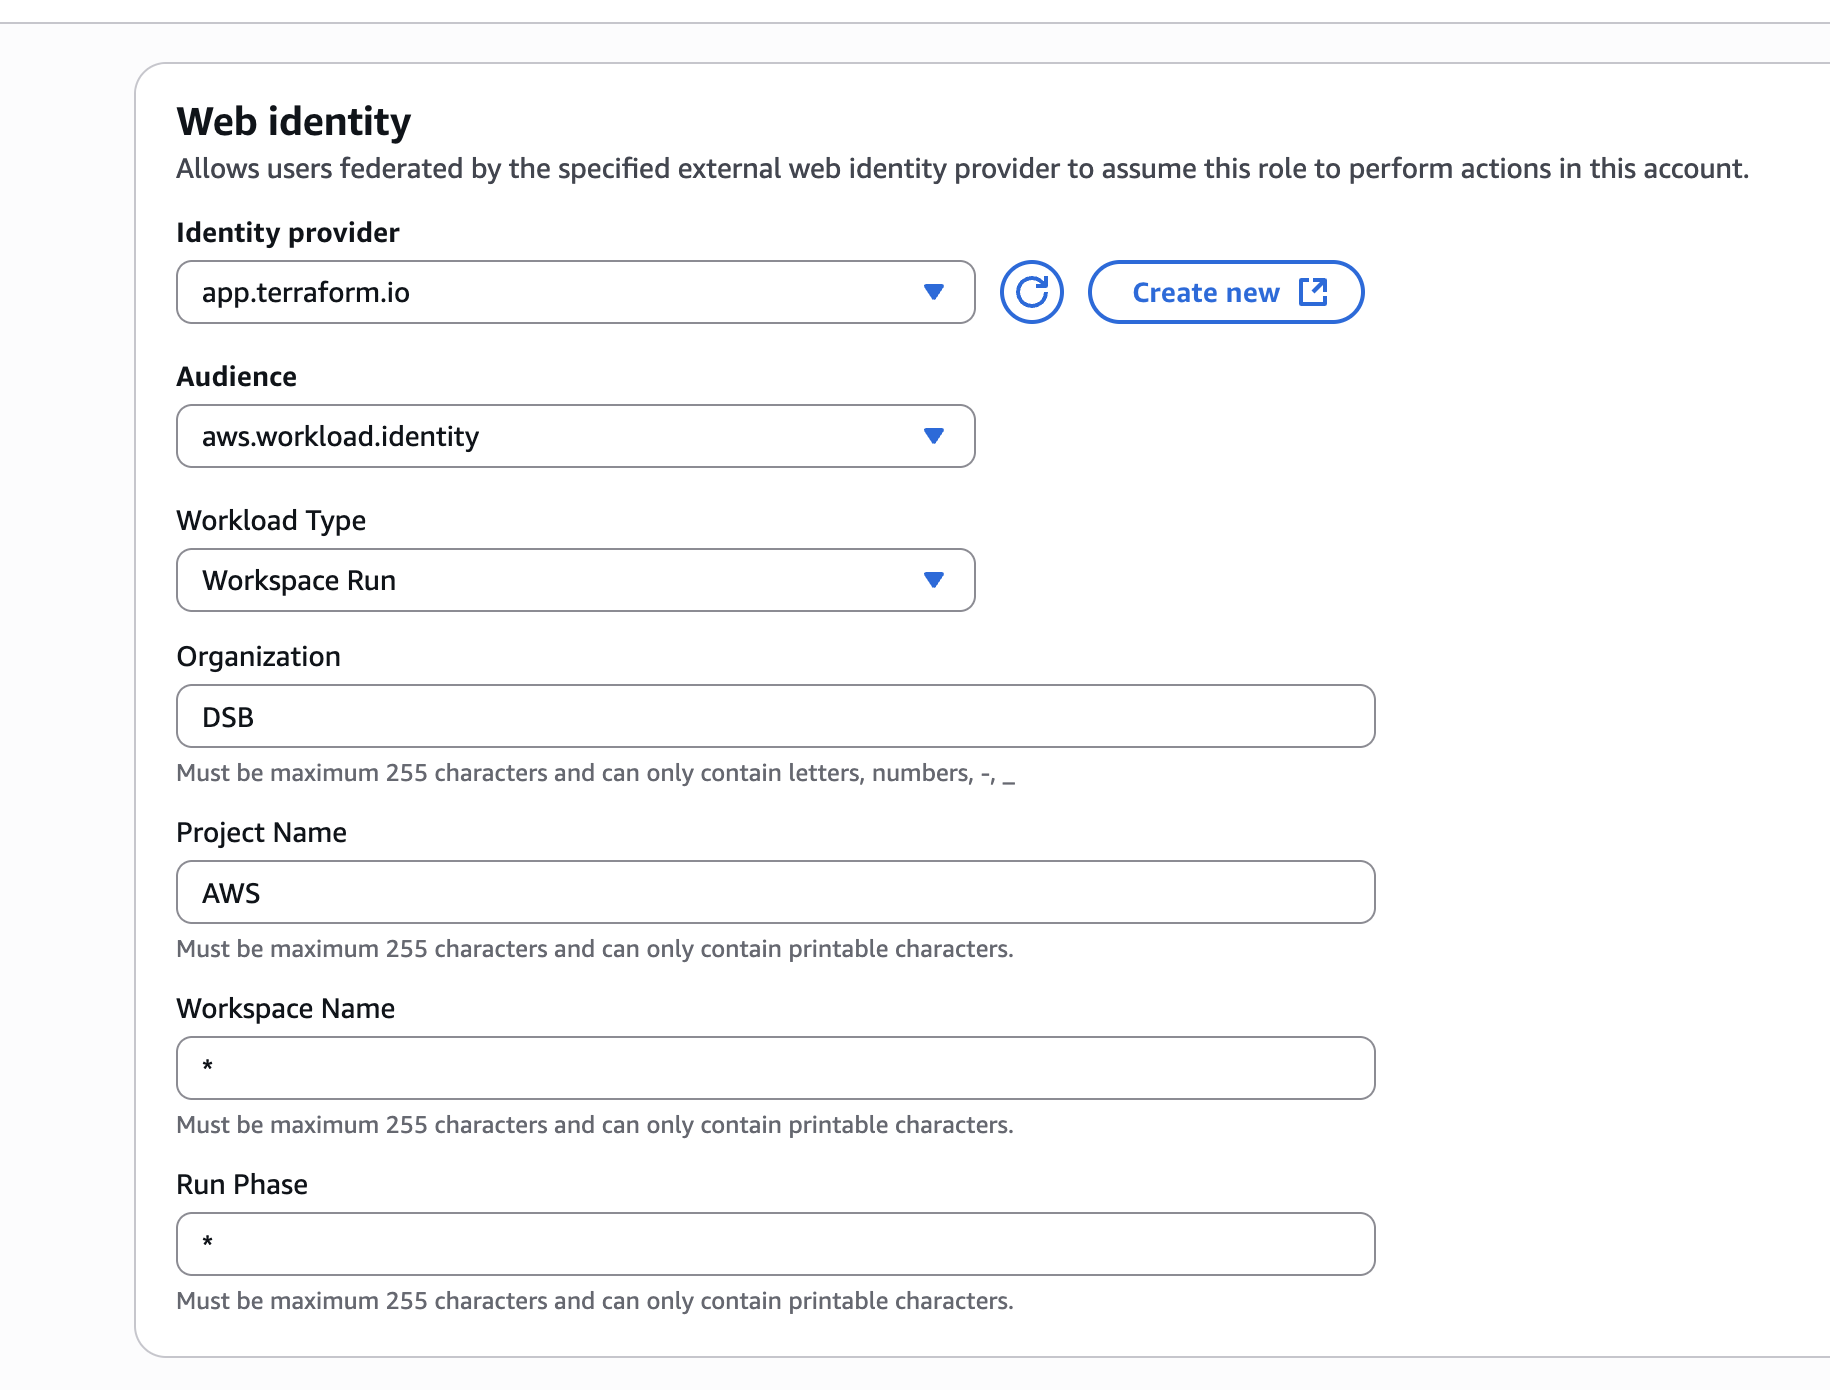 Web identity
Allows users federated by the specified external web identity provider to assume this role to perform actions in this account.
Identity provider
app.terraform.io
Create new
Audience
aws.workload.identity
Workload Type
Workspace Run
Organization
DSB
Must be maximum 255 characters and can only contain letters, numbers, -, _
Project Name
AWS
Must be maximum 255 characters and can only contain printable characters.
Workspace Name
*
Must be maximum 255 characters and can only contain printable characters.
Run Phase
*
Must be maximum 255 characters and can only contain printable characters.